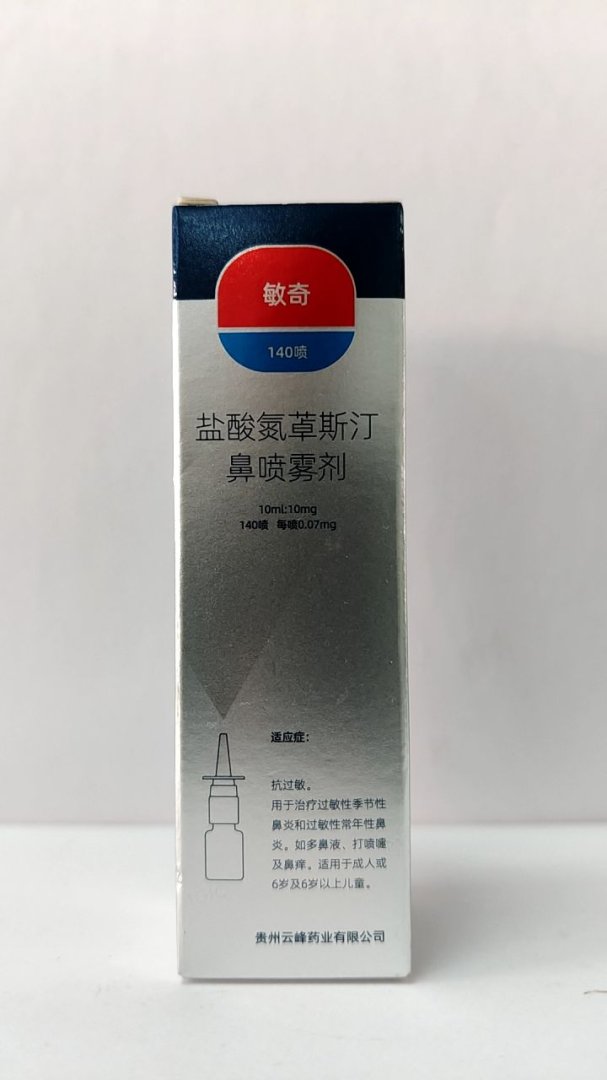 敏奇
140喷
盐酸氮䓬斯汀
鼻喷雾剂
10ml:10mg
140喷 每喷0.07mg
适应症：
抗过敏。
用于治疗过敏性季节性
鼻炎和过敏性常年性鼻
炎。如多鼻液、打喷嚏
及鼻痒。适用于成人或
6岁及6岁以上儿童。
贵州云峰药业有限公司